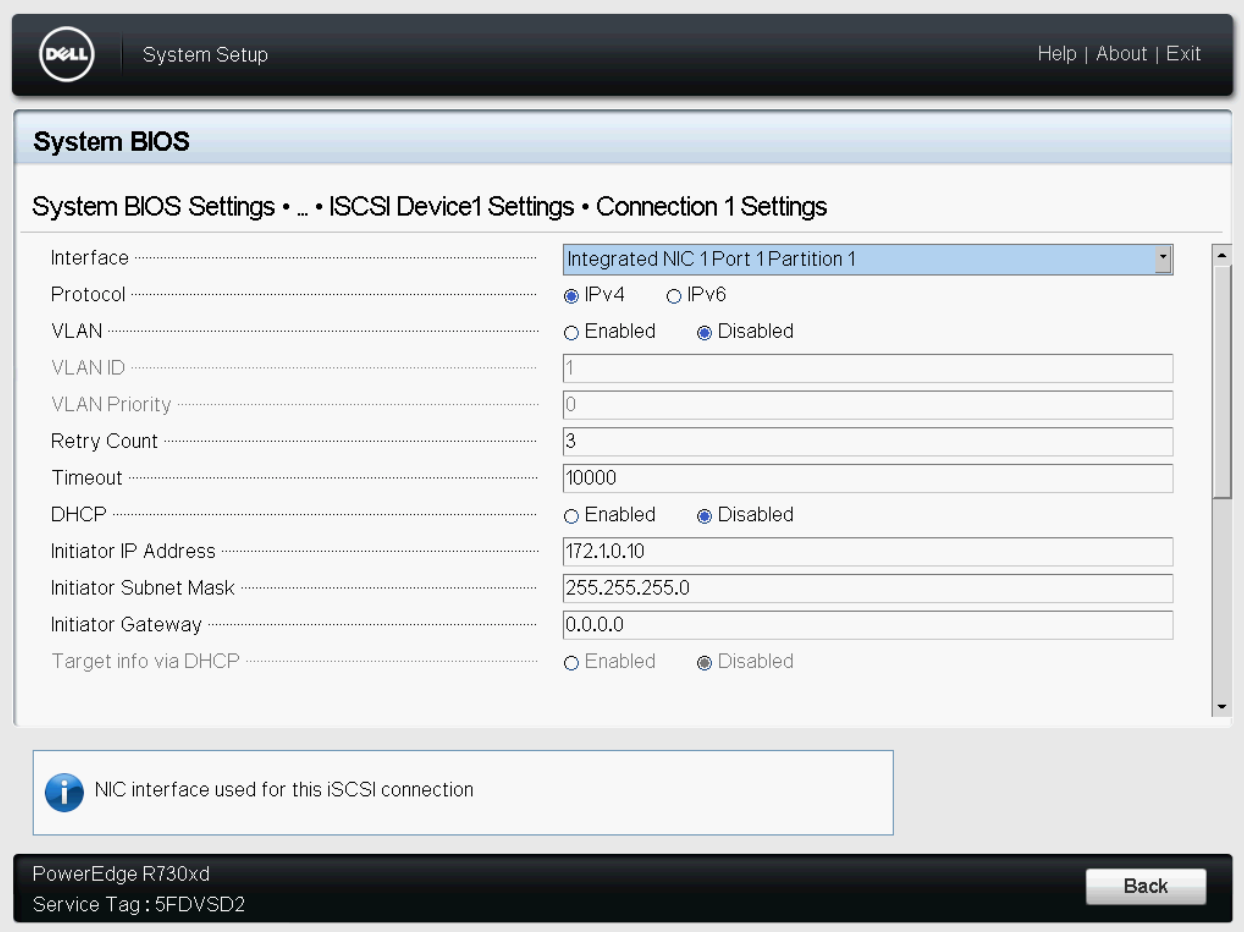 DELL
System Setup
Help | About | Exit
System BIOS
System BIOS Settings • ... • ISCSI Device1 Settings • Connection 1 Settings
Interface Integrated NIC 1 Port 1 Partition 1
Protocol IPv4 IPv6
VLAN Enabled Disabled
VLAN ID 1
VLAN Priority 0
Retry Count 3
Timeout 10000
DHCP Enabled Disabled
Initiator IP Address 172.1.0.10
Initiator Subnet Mask 255.255.255.0
Initiator Gateway 0.0.0.0
Target info via DHCP Enabled Disabled
NIC interface used for this iSCSI connection
PowerEdge R730xd
Service Tag : 5FDVSD2
Back